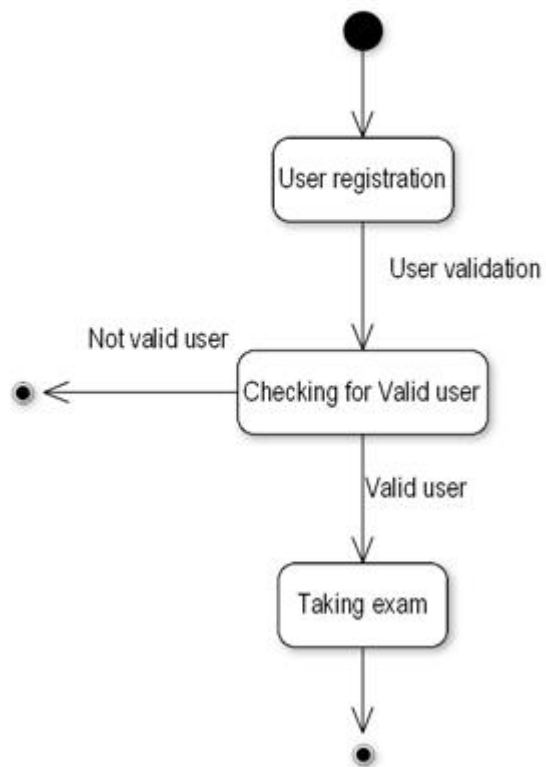 User registration
User validation
Not valid user
Checking for Valid user
Valid user
Taking exam